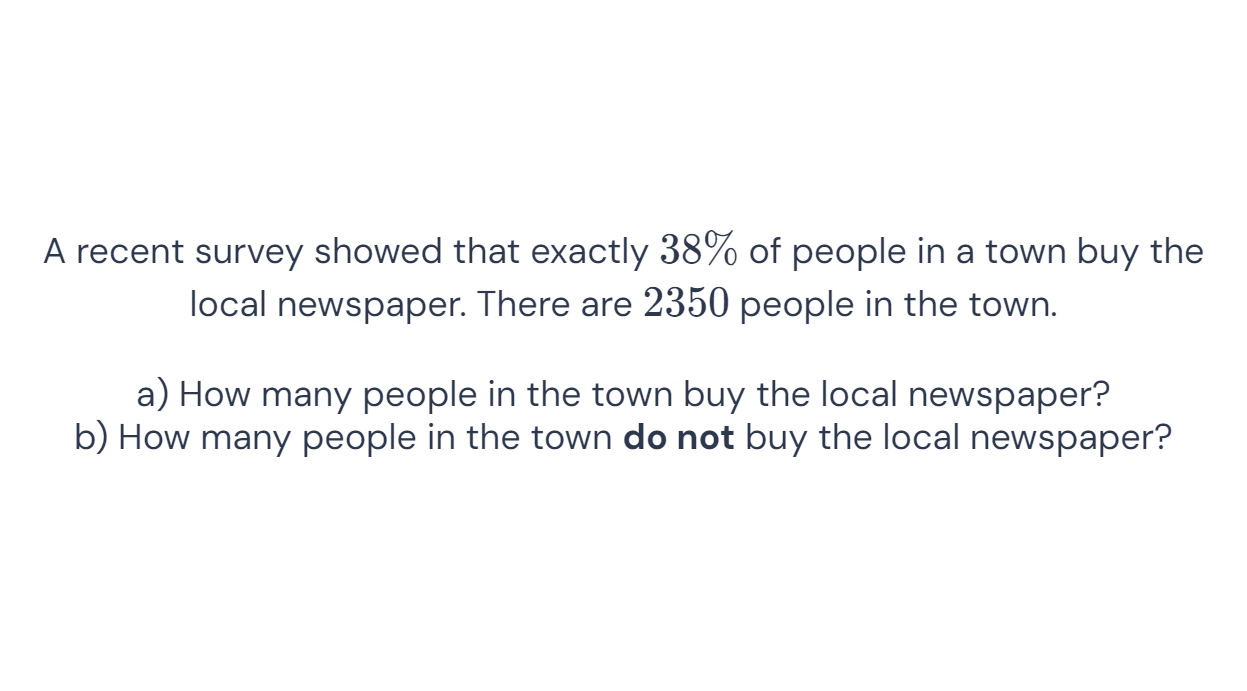 A recent survey showed that exactly 38% of people in a town buy the
local newspaper. There are 2350 people in the town.
a) How many people in the town buy the local newspaper?
b) How many people in the town do not buy the local newspaper?